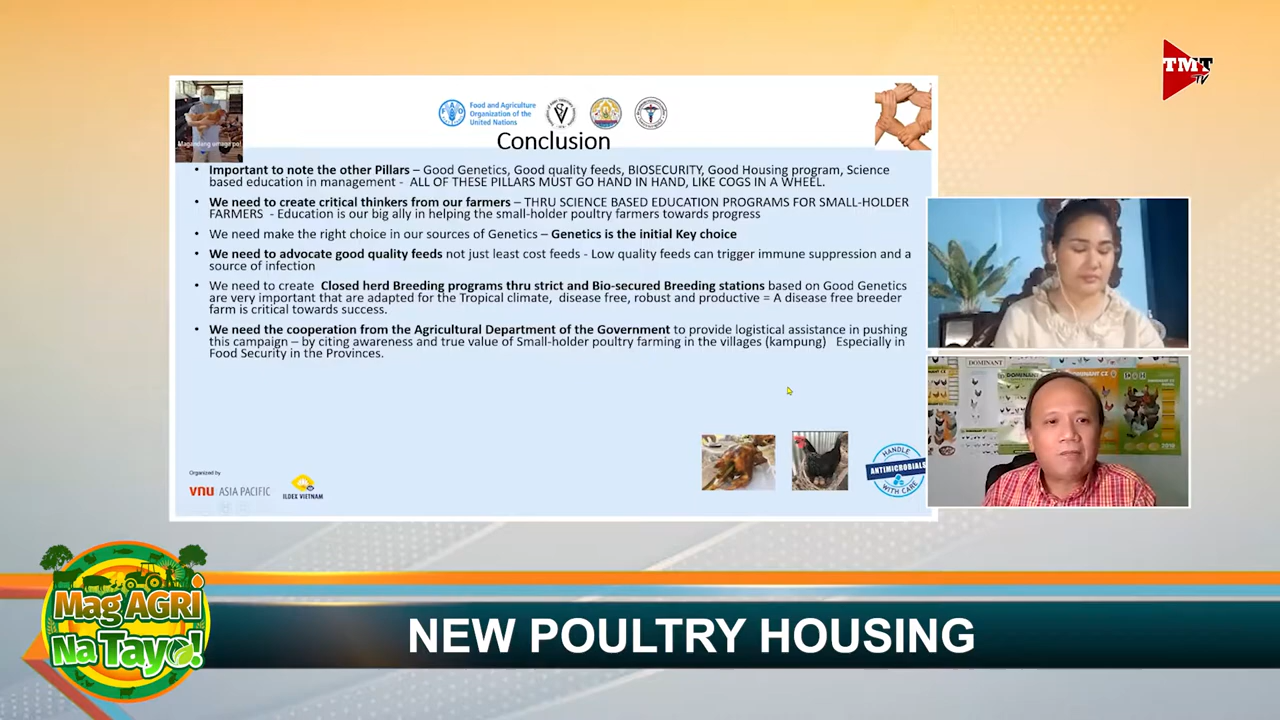 TMT
TV
Magandang umaga po!
Food and Agriculture
Organization of the
United Nations
Conclusion
• Important to note the other Pillars – Good Genetics, Good quality feeds, BIOSECURITY, Good Housing program, Science
based education in management - ALL OF THESE PILLARS MUST GO HAND IN HAND, LIKE COGS IN A WHEEL.
• We need to create critical thinkers from our farmers – THRU SCIENCE BASED EDUCATION PROGRAMS FOR SMALL-HOLDER
FARMERS - Education is our big ally in helping the small-holder poultry farmers towards progress
• We need make the right choice in our sources of Genetics – Genetics is the initial Key choice
• We need to advocate good quality feeds not just least cost feeds - Low quality feeds can trigger immune suppression and a
source of infection
• We need to create Closed herd Breeding programs thru strict and Bio-secured Breeding stations based on Good Genetics
are very important that are adapted for the Tropical climate, disease free, robust and productive = A disease free breeder
farm is critical towards success.
• We need the cooperation from the Agricultural Department of the Government to provide logistical assistance in pushing
this campaign – by citing awareness and true value of Small-holder poultry farming in the villages (kampung) Especially in
Food Security in the Provinces.
DOMINANT
DOMINANT
DOMINANT CZ
Organized by
vnu ASIA PACIFIC
ILDEX VIETNAM
HANDLE
ANTIMICROBIALS
WITH CARE
Mag AGRI
Na Tayo!
NEW POULTRY HOUSING